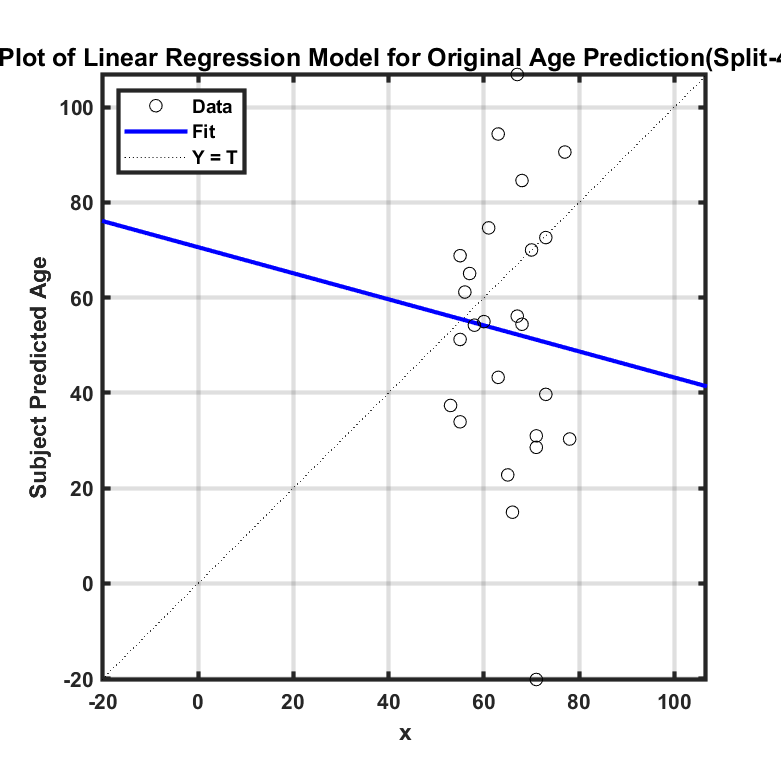 Plot of Linear Regression Model for Original Age Prediction(Split-4
Data
Fit
Y = T
100
80
60
40
20
0
-20
-20 0 20 40 60 80 100
Subject Predicted Age
x